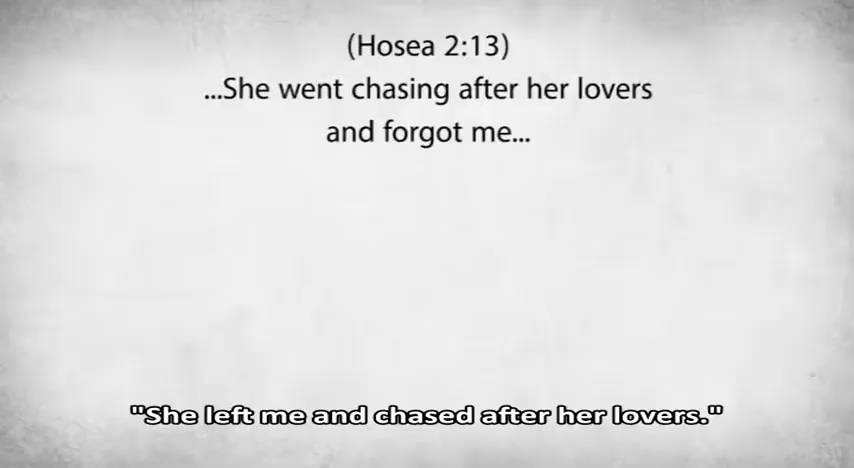 (Hosea 2:13)
...She went chasing after her lovers
and forgot me...
"She left me and chased after her lovers."